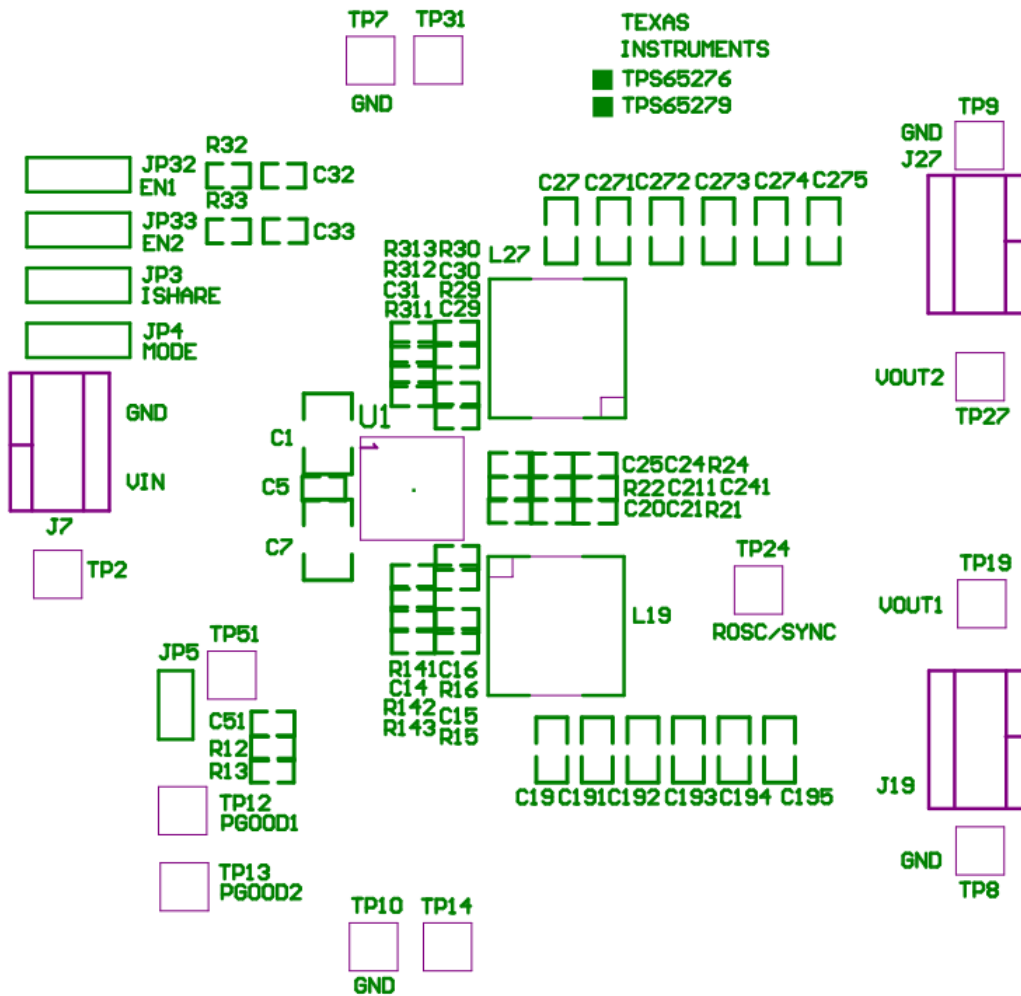 TP7 TP31
GND
TEXAS
INSTRUMENTS
TPS65276
TPS65279
TP9
GND
J27
R32
JP32
EN1
C32
R33
JP33
EN2
C33
JP3
ISHARE
JP4
MODE
C27 C271 C272 C273 C274 C275
R313 R30
R312 C30
C31 R29
R311 C29
L27
VOUT2
TP27
GND
VIN
J7
TP2
U1
C1
C5
C7
1
C25 C24 R24
R22 C211 C241
C20 C21 R21
TP24
ROSC/SYNC
TP19
VOUT1
L19
TP51
JP5
R141 C16
C14 R16
R142 C15
R143 R15
C51
R12
R13
C19 C191 C192 C193 C194 C195
J19
TP12
PGOOD1
TP13
PGOOD2
GND
TP8
TP10 TP14
GND